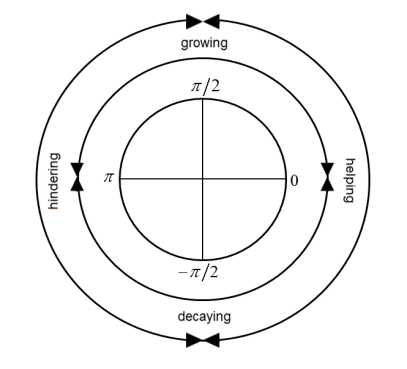 growing
π/2
hindering
π
0
helping
−π/2
decaying